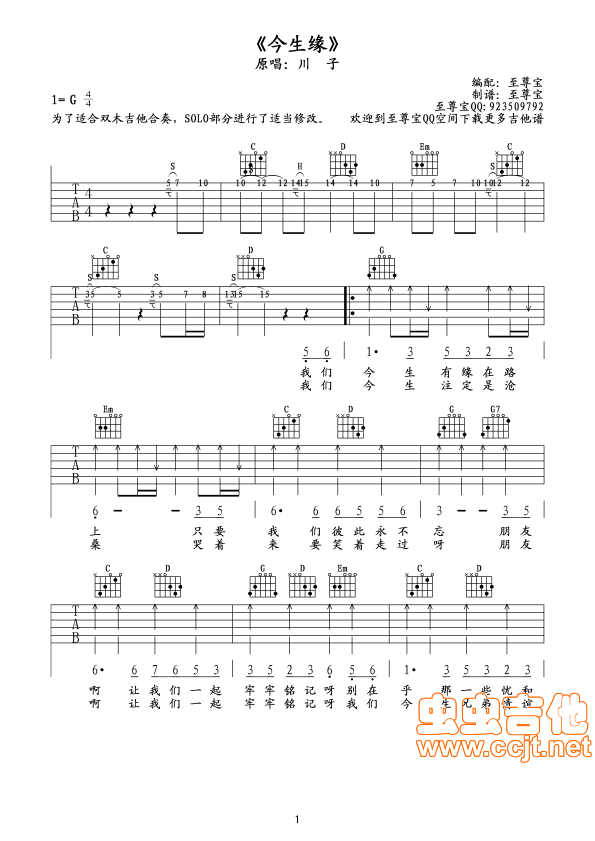 《今生缘》
原唱：川 子
编配：至尊宝
1= G 4/4
制谱：至尊宝
至尊宝QQ:923509792
为了适合双木吉他合奏，SOLO部分进行了适当修改。 欢迎到至尊宝QQ空间下载更多吉他谱
C D Em C
S H S
T A B 4 4
5 7 10 10 12 10 12 14 15 10 14 10 7 5 7 10 10 12
C D G
S S S
T A B
3 5 5 3 5 7 8 13 15 15
5 6 1· 3 5 3 2 3
我们 今 生 有缘在路
我们 今 生 注定是沧
Em C D G G7
T A B
6 - - 3 5 6· 6 6 5 5 6 3 - - 3 5
上 只要 我 们彼此永不 忘 朋友
桑 哭着 来 要笑着走过 呀 朋友
C D G D Em C D
T A B
6· 6 7 6 5 3 2 2 2 3 6 5 6 1· 3 5 3 2 2
啊 让我们一起 牢牢铭记呀别在 乎 那一些忧和
啊 让我们一起 牢牢铭记呀我们 今 生兄弟情谊
虫虫吉他
www.ccjt.net
1